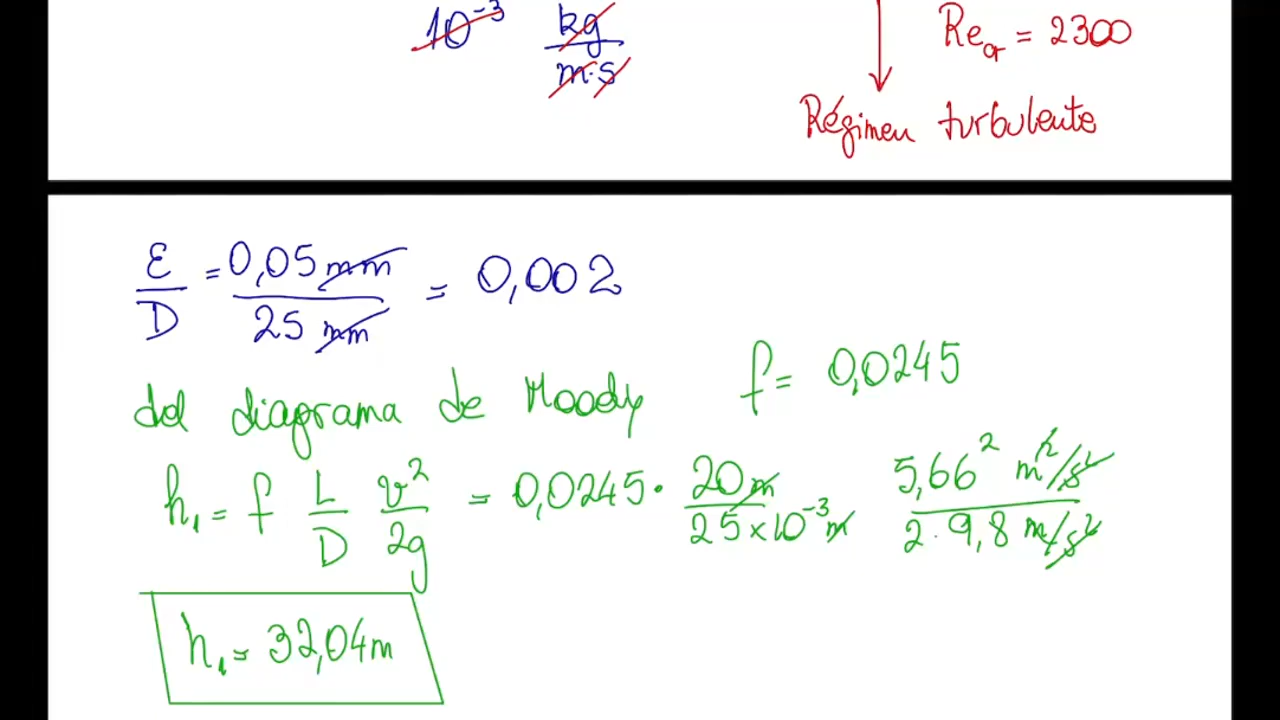 10⁻³ kg/m·s
Re_cr = 2300
Régimen turbulente
ε/D = 0,05 mm / 25 mm = 0,002
del diagrama de Moody f = 0,0245
h₁ = f L/D v²/2g = 0,0245 · 20 m / 25 x 10⁻³ m 5,66² m²/s² / 2 · 9,8 m/s²
h₁ = 32,04 m